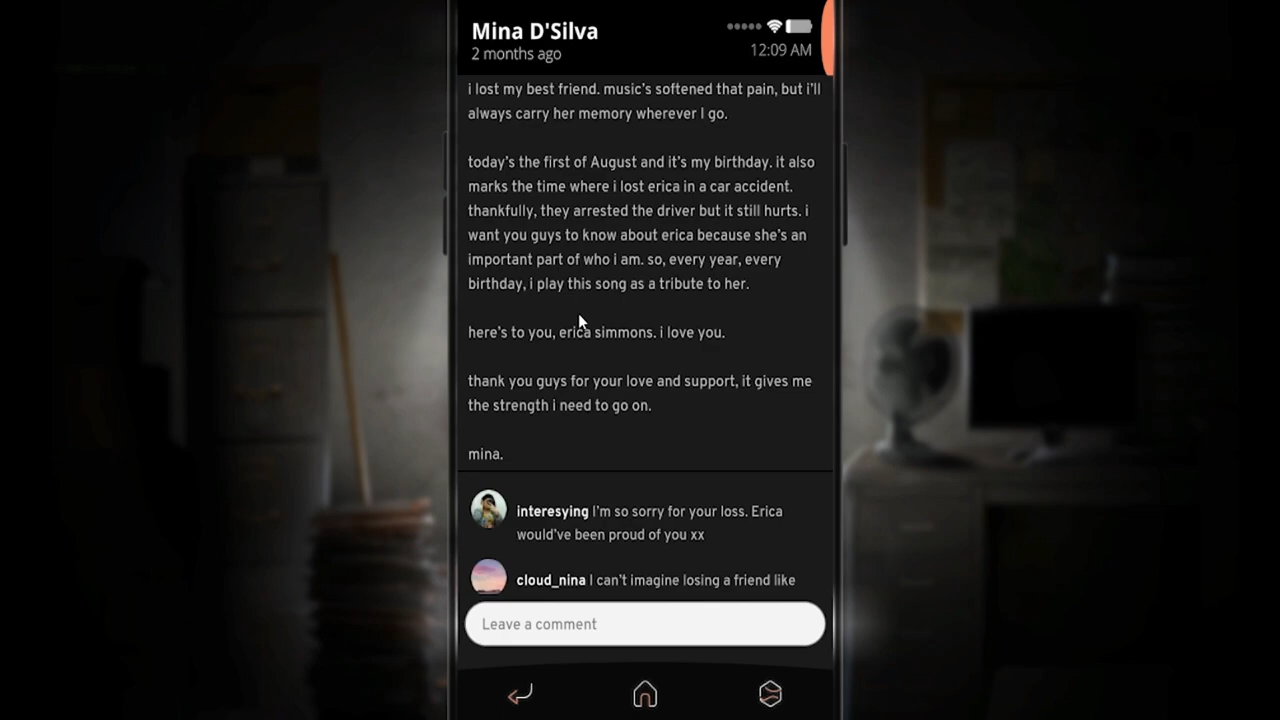 Mina D'Silva
2 months ago
12:09 AM
i lost my best friend. music's softened that pain, but i'll
always carry her memory wherever I go.
today's the first of August and it's my birthday. it also
marks the time where i lost erica in a car accident.
thankfully, they arrested the driver but it still hurts. i
want you guys to know about erica because she's an
important part of who i am. so, every year, every
birthday, i play this song as a tribute to her.
here's to you, erica simmons. i love you.
thank you guys for your love and support, it gives me
the strength i need to go on.
mina.
interesying I'm so sorry for your loss. Erica
would've been proud of you xx
cloud_nina I can't imagine losing a friend like
Leave a comment